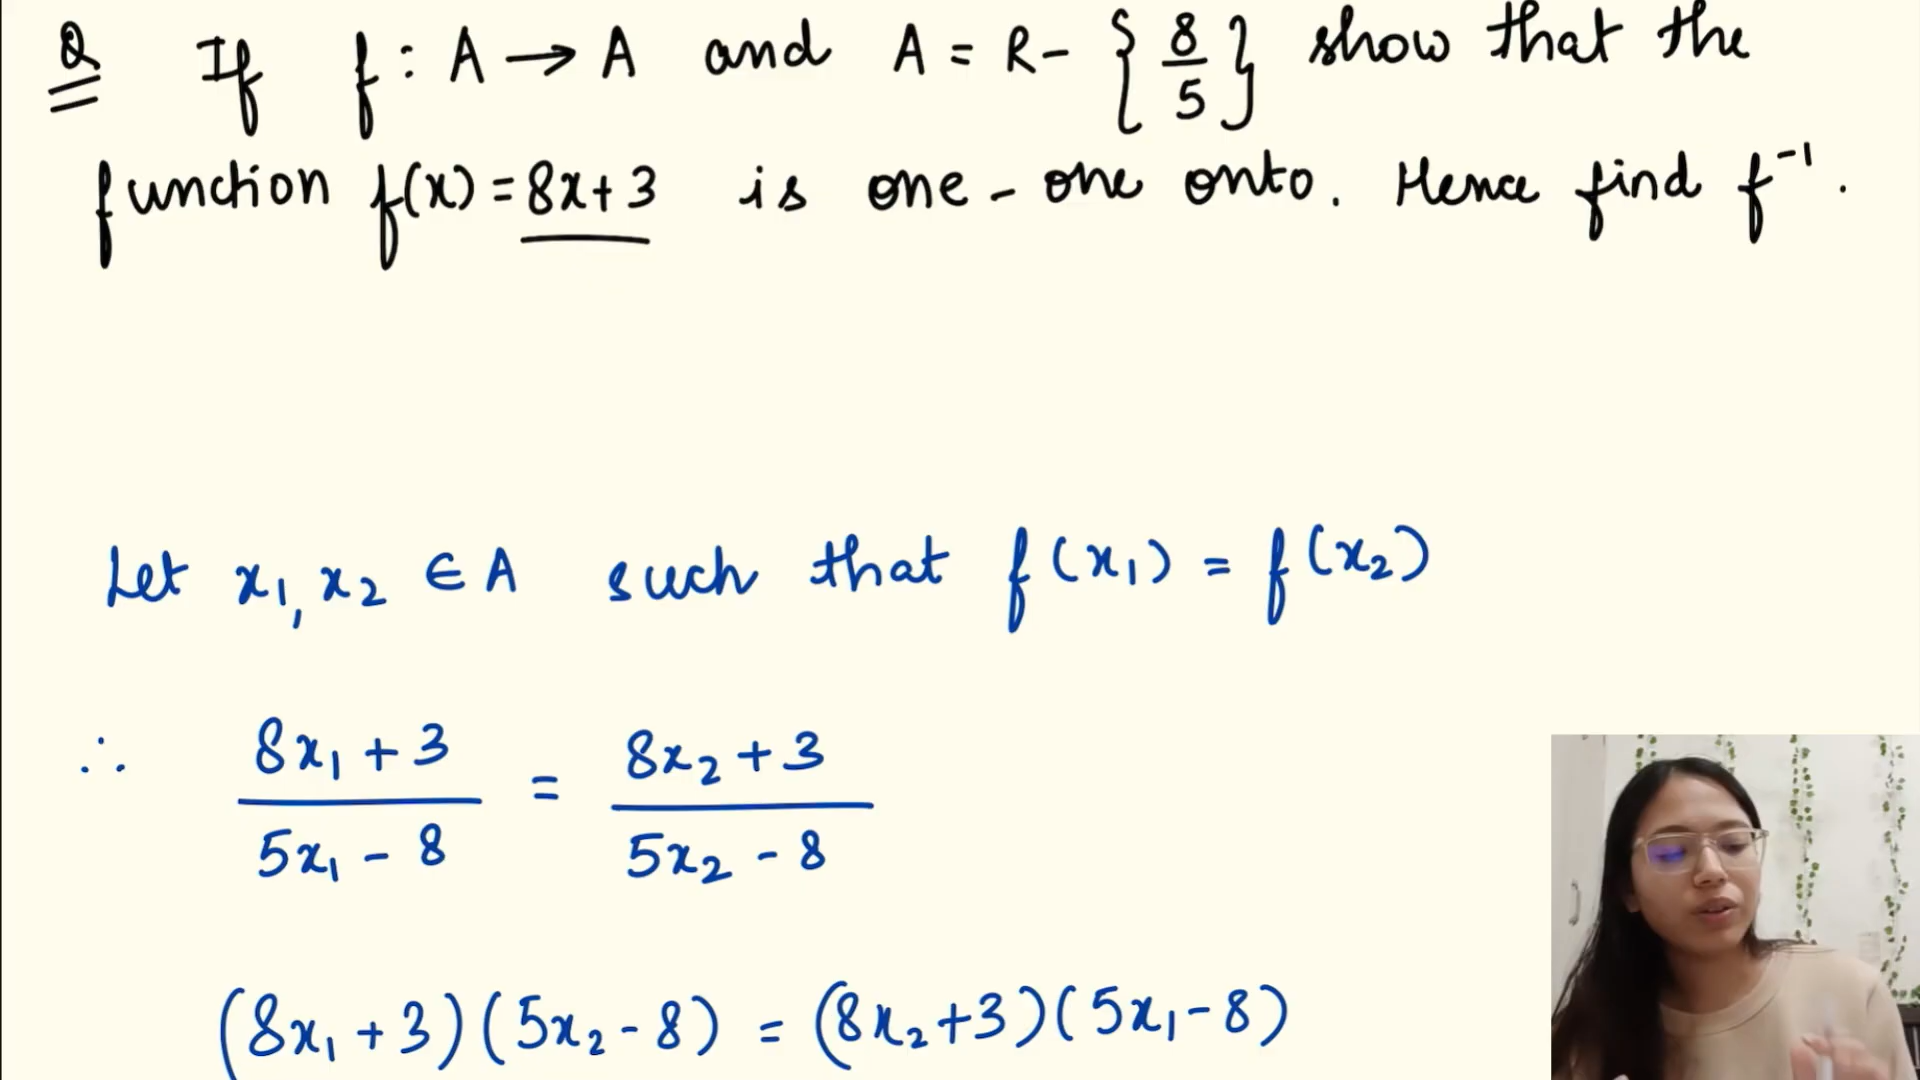 Q If f : A → A and A = R - {8/5} show that the
function f(x) = 8x+3 is one-one onto. Hence find f⁻¹.
Let x₁, x₂ ∈ A such that f(x₁) = f(x₂)
∴ (8x₁ + 3)/(5x₁ - 8) = (8x₂ + 3)/(5x₂ - 8)
(8x₁ + 3)(5x₂ - 8) = (8x₂ + 3)(5x₁ - 8)